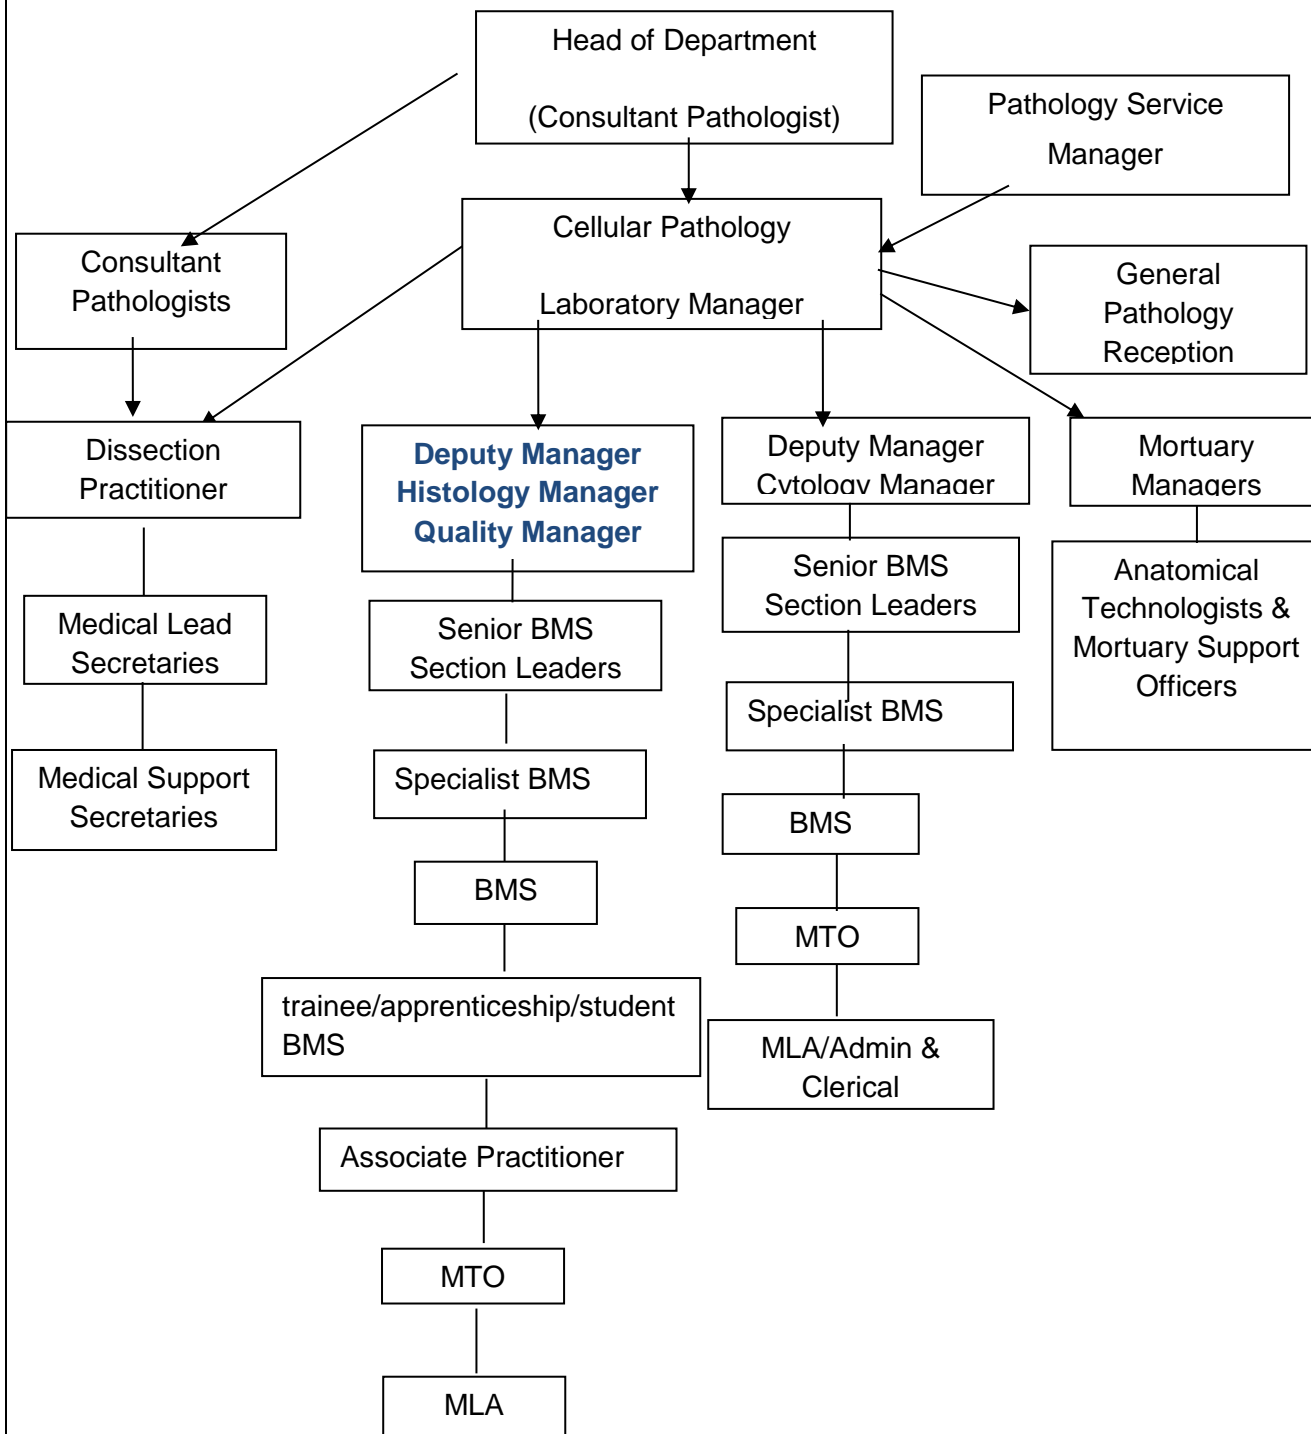 Head of Department
(Consultant Pathologist)
Pathology Service
Manager
Cellular Pathology
Laboratory Manager
Consultant
Pathologists
General
Pathology
Reception
Dissection
Practitioner
Deputy Manager
Histology Manager
Quality Manager
Deputy Manager
Cytology Manager
Mortuary
Managers
Medical Lead
Secretaries
Senior BMS
Section Leaders
Senior BMS
Section Leaders
Anatomical
Technologists &
Mortuary Support
Officers
Medical Support
Secretaries
Specialist BMS
Specialist BMS
BMS
BMS
trainee/apprenticeship/student
BMS
MTO
MLA/Admin &
Clerical
Associate Practitioner
MTO
MLA